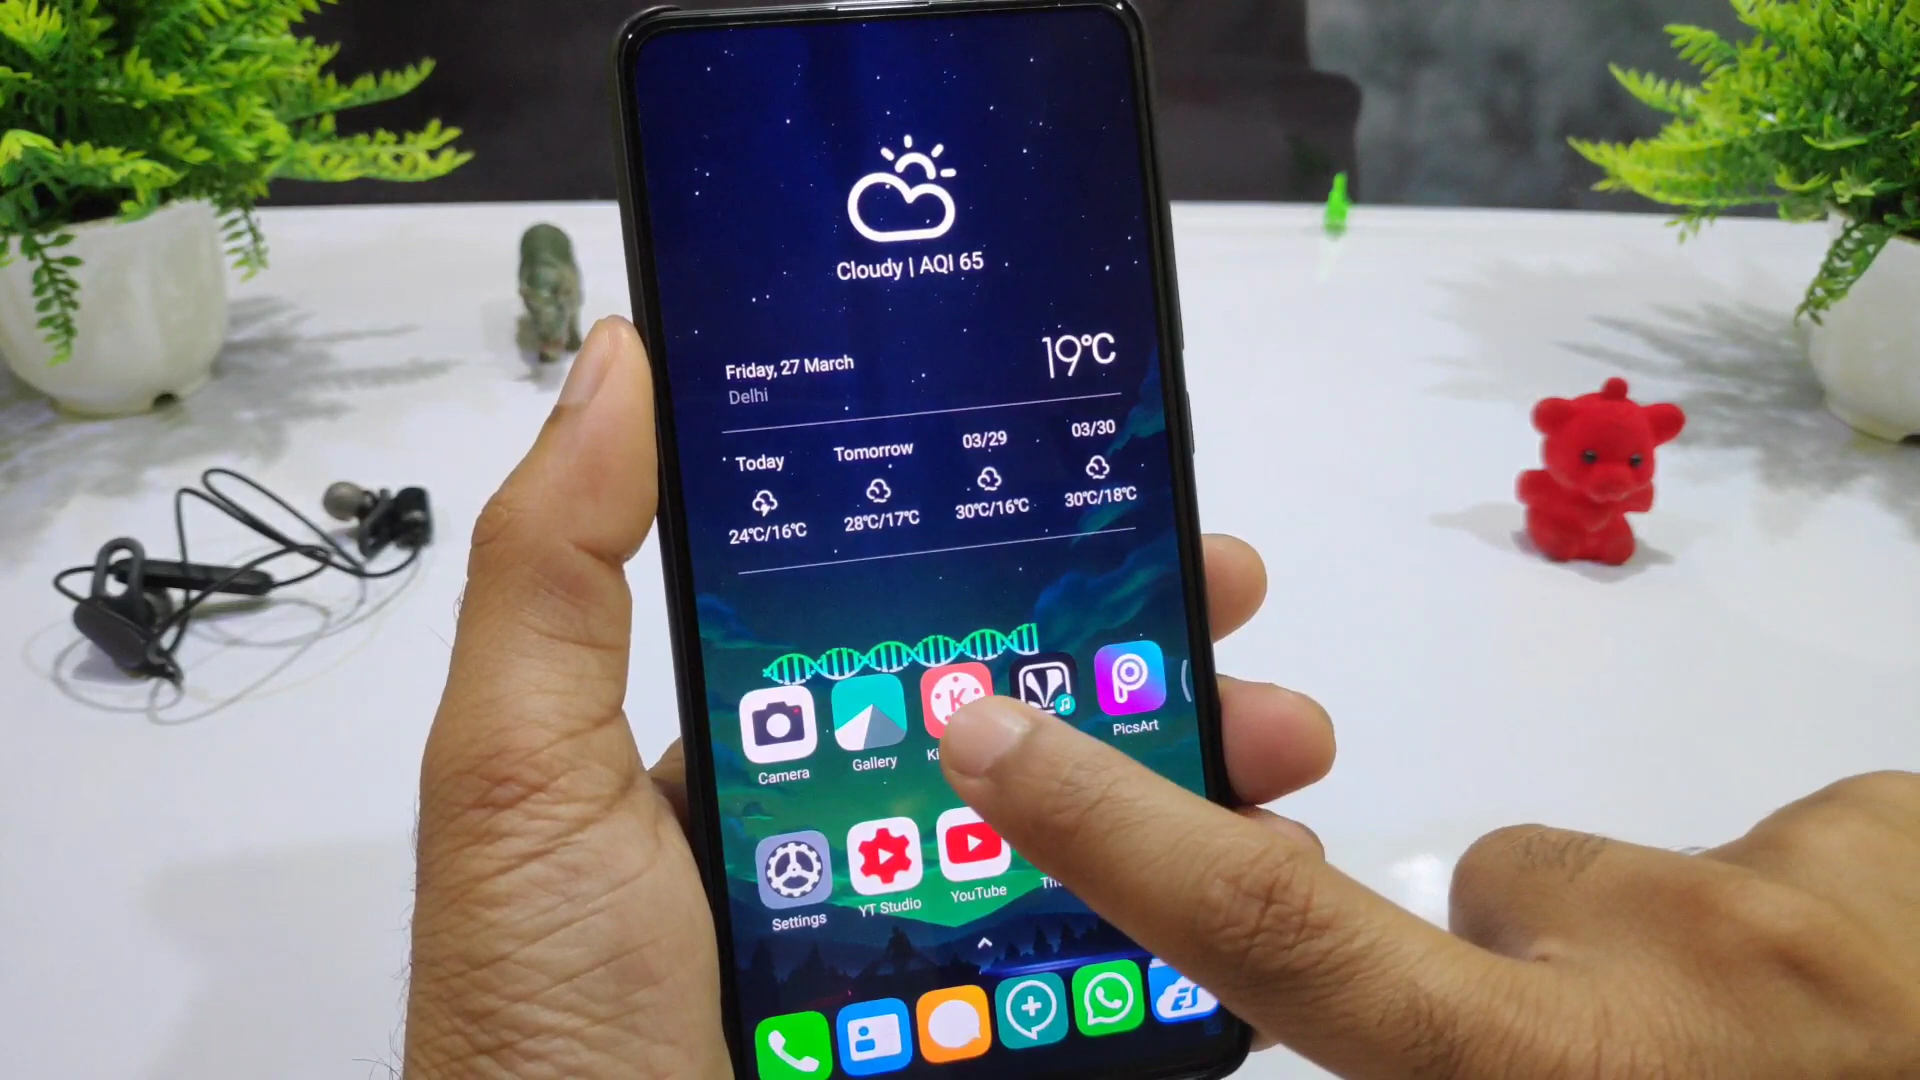 Cloudy | AQI 65
Friday, 27 March
19°C
Delhi
Today Tomorrow 03/29 03/30
24°C/16°C 28°C/17°C 30°C/16°C 30°C/18°C
K
PicsArt
Camera Gallery
Settings YT Studio YouTube